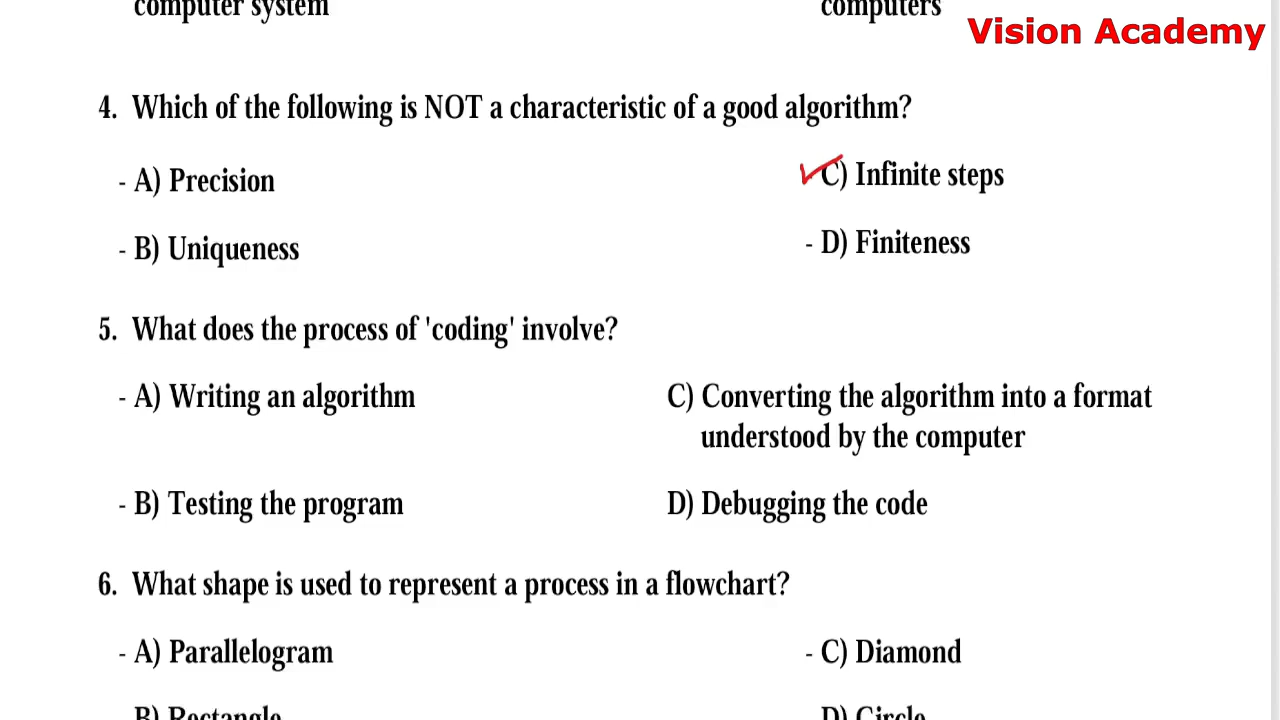 computer system
computers
Vision Academy
4. Which of the following is NOT a characteristic of a good algorithm?
- A) Precision
C) Infinite steps
- B) Uniqueness
- D) Finiteness
5. What does the process of 'coding' involve?
- A) Writing an algorithm
C) Converting the algorithm into a format
understood by the computer
- B) Testing the program
D) Debugging the code
6. What shape is used to represent a process in a flowchart?
- A) Parallelogram
- C) Diamond
B) Rectangle
D) Circle